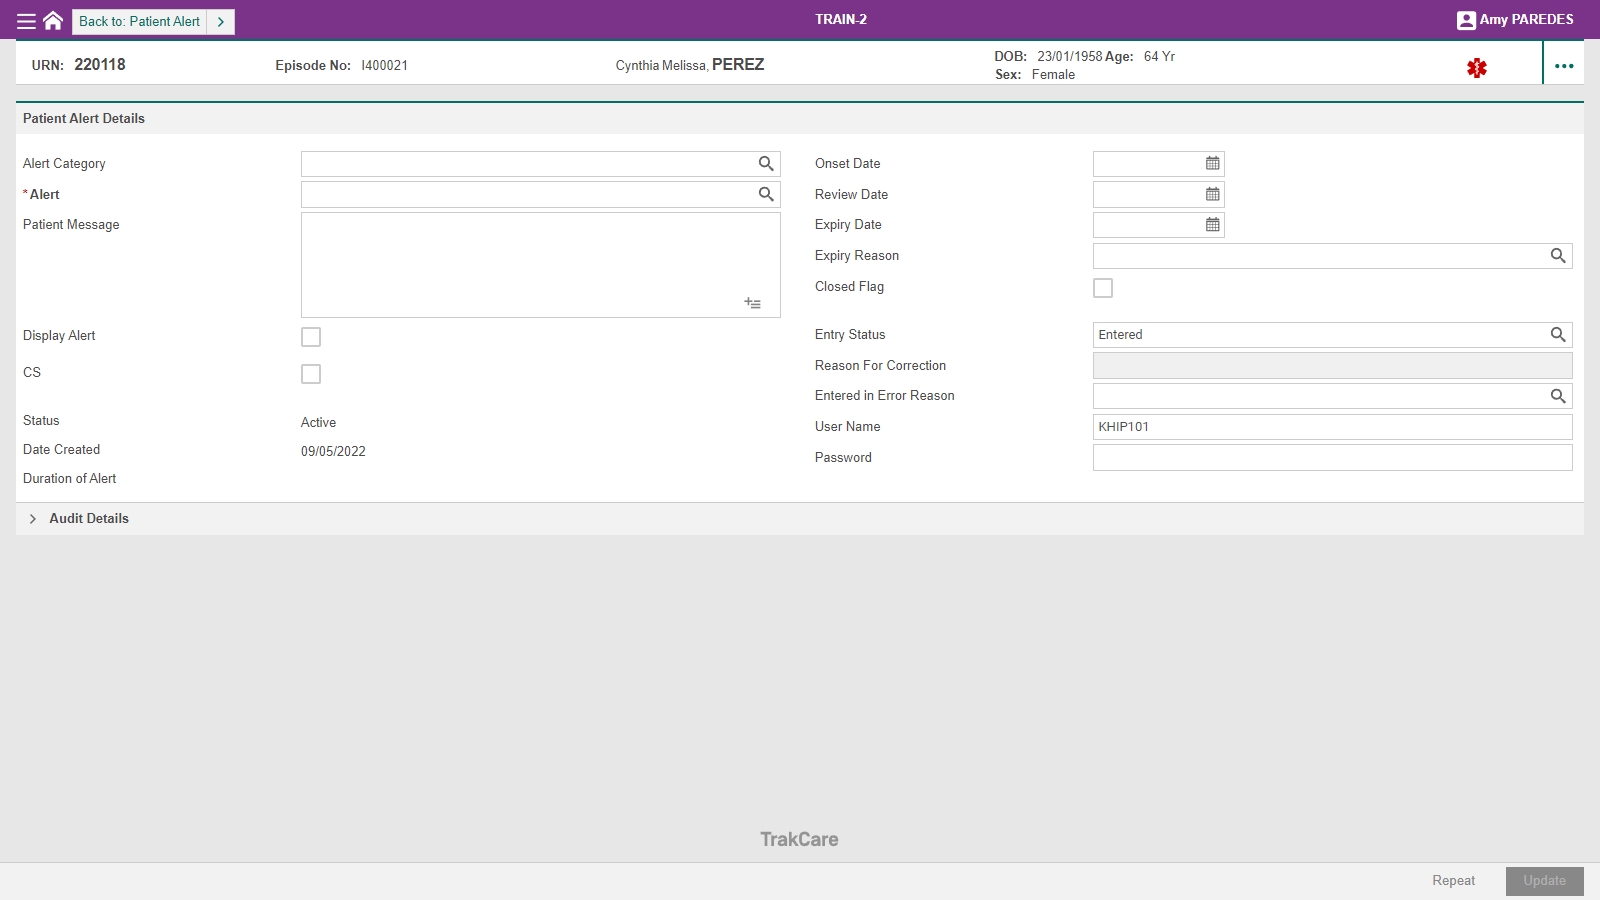 Back to: Patient Alert
TRAIN-2
Amy PAREDES
URN: 220118
Episode No: I400021
Cynthia Melissa, PEREZ
DOB: 23/01/1958 Age: 64 Yr
Sex: Female
Patient Alert Details
Alert Category
*Alert
Patient Message
Display Alert
CS
Status Active
Date Created 09/05/2022
Duration of Alert
Onset Date
Review Date
Expiry Date
Expiry Reason
Closed Flag
Entry Status Entered
Reason For Correction
Entered in Error Reason
User Name KHIP101
Password
Audit Details
TrakCare
Repeat
Update